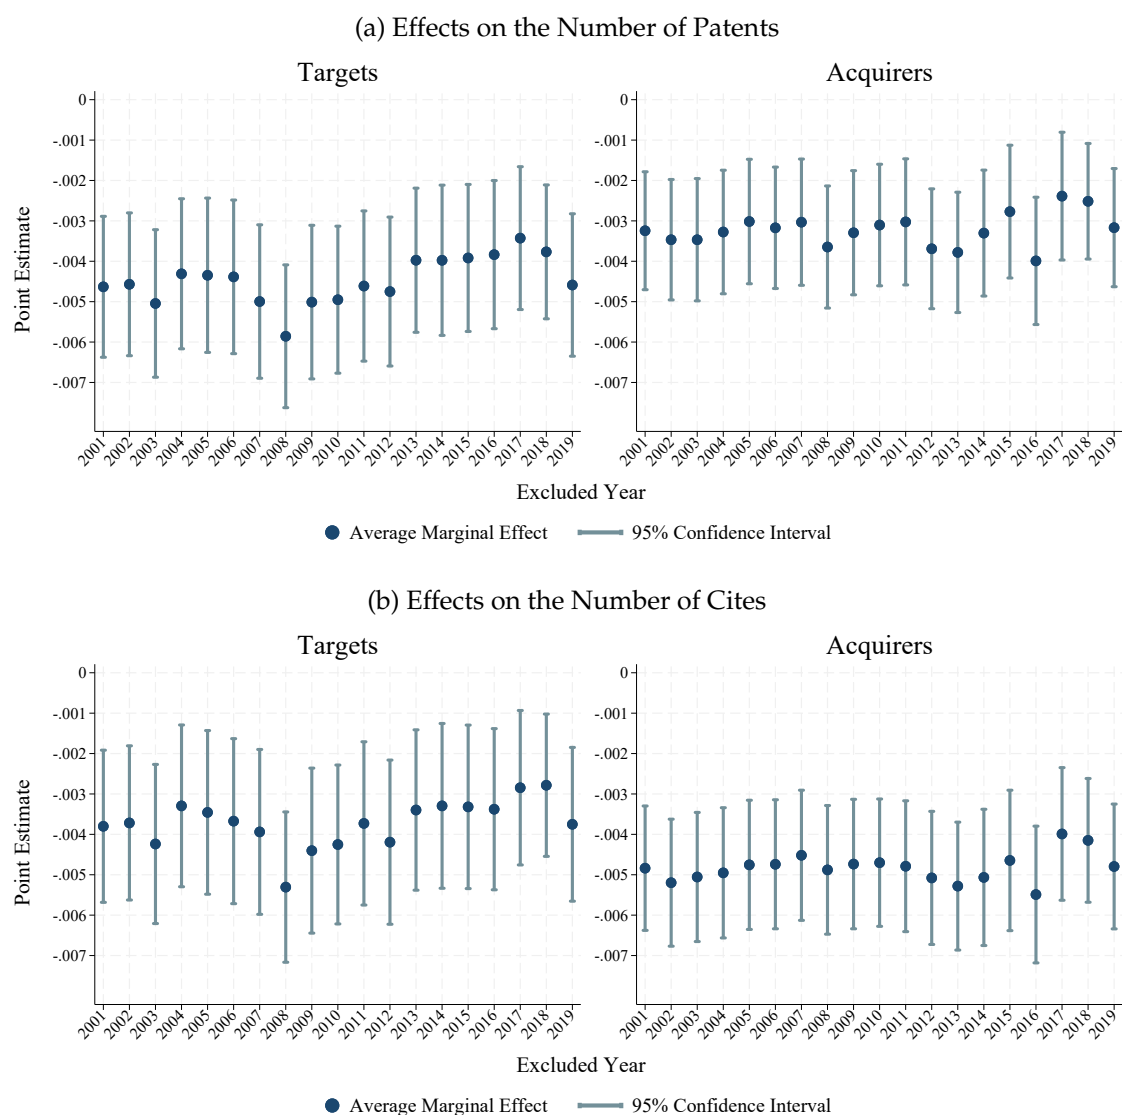 (a) Effects on the Number of Patents
Targets
Acquirers
Point Estimate
0
-.001
-.002
-.003
-.004
-.005
-.006
-.007
0
-.001
-.002
-.003
-.004
-.005
-.006
-.007
2001 2002 2003 2004 2005 2006 2007 2008 2009 2010 2011 2012 2013 2014 2015 2016 2017 2018 2019
2001 2002 2003 2004 2005 2006 2007 2008 2009 2010 2011 2012 2013 2014 2015 2016 2017 2018 2019
Excluded Year
Average Marginal Effect 95% Confidence Interval
(b) Effects on the Number of Cites
Targets
Acquirers
Point Estimate
0
-.001
-.002
-.003
-.004
-.005
-.006
-.007
0
-.001
-.002
-.003
-.004
-.005
-.006
-.007
2001 2002 2003 2004 2005 2006 2007 2008 2009 2010 2011 2012 2013 2014 2015 2016 2017 2018 2019
2001 2002 2003 2004 2005 2006 2007 2008 2009 2010 2011 2012 2013 2014 2015 2016 2017 2018 2019
Excluded Year
Average Marginal Effect 95% Confidence Interval